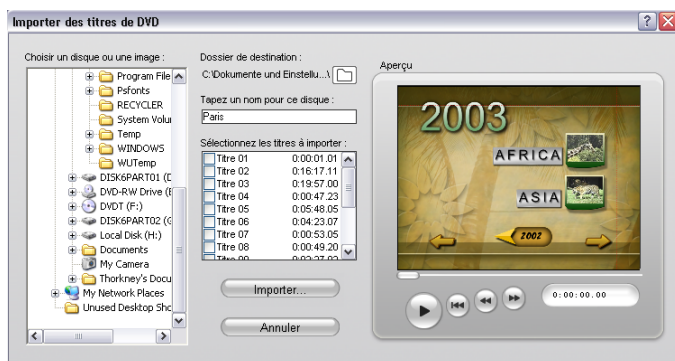 Importer des titres de DVD
Choisir un disque ou une image :
Program File
Psfonts
RECYCLER
System Volu
Temp
WINDOWS
WUTemp
DISK6PART01 (D
DVD-RW Drive (E
DVDT (F:)
DISK6PART02 (G
Local Disk (H:)
Documents
My Camera
Thorkney's Docu
My Network Places
Unused Desktop Shc
Dossier de destination :
C:\Dokumente und Einstellu...\
Tapez un nom pour ce disque :
Paris
Sélectionnez les titres à importer :
Titre 01 0:00:01.01
Titre 02 0:16:17.11
Titre 03 0:19:57.00
Titre 04 0:00:47.23
Titre 05 0:05:48.05
Titre 06 0:04:23.07
Titre 07 0:00:53.05
Titre 08 0:00:49.20
Importer...
Annuler
Aperçu
2003
AFRICA
ASIA
2002
0:00:00.00